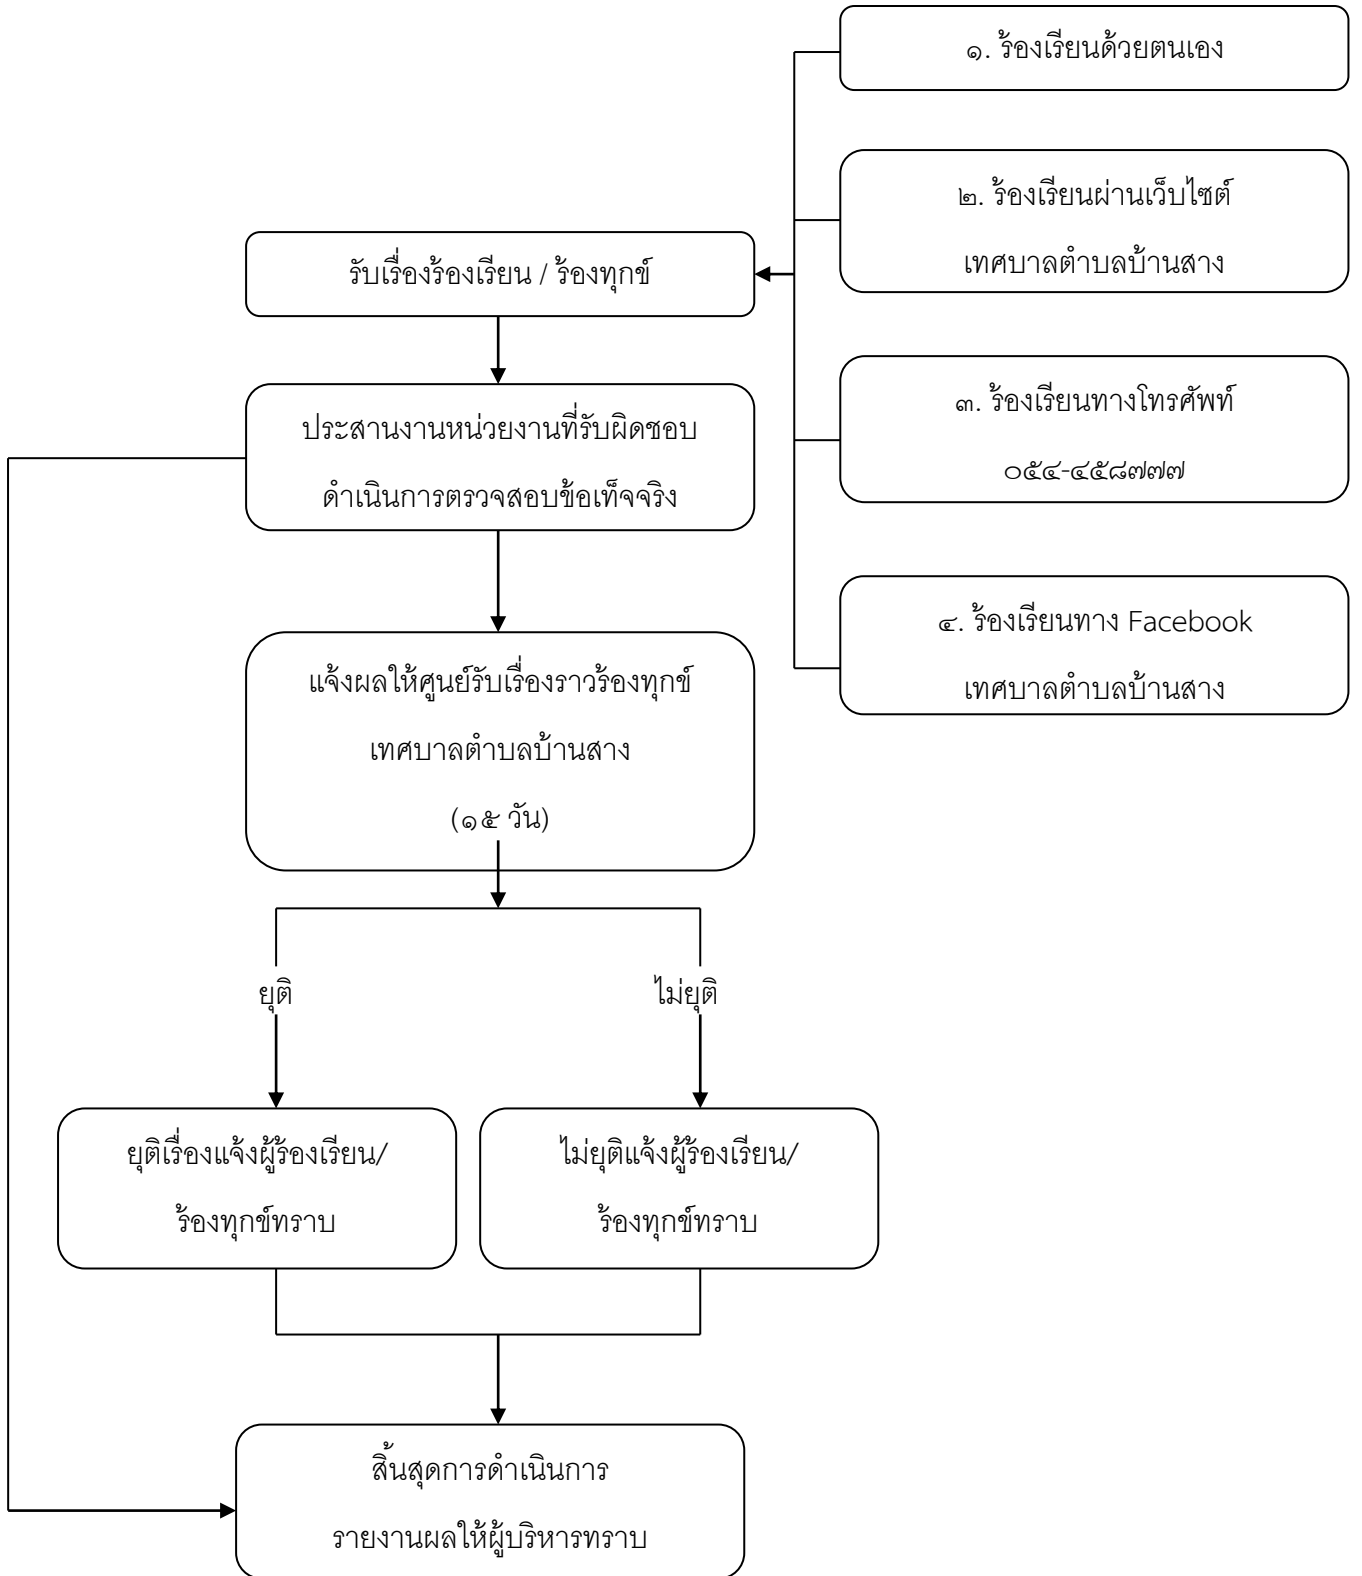 ๑. ร้องเรียนด้วยตนเอง
๒. ร้องเรียนผ่านเว็บไซต์
เทศบาลตำบลบ้านสาง
๓. ร้องเรียนทางโทรศัพท์
๐๕๔-๔๕๘๗๗๗
๔. ร้องเรียนทาง Facebook
เทศบาลตำบลบ้านสาง
รับเรื่องร้องเรียน / ร้องทุกข์
ประสานงานหน่วยงานที่รับผิดชอบ
ดำเนินการตรวจสอบข้อเท็จจริง
แจ้งผลให้ศูนย์รับเรื่องราวร้องทุกข์
เทศบาลตำบลบ้านสาง
(๑๕ วัน)
ยุติ
ไม่ยุติ
ยุติเรื่องแจ้งผู้ร้องเรียน/
ร้องทุกข์ทราบ
ไม่ยุติแจ้งผู้ร้องเรียน/
ร้องทุกข์ทราบ
สิ้นสุดการดำเนินการ
รายงานผลให้ผู้บริหารทราบ